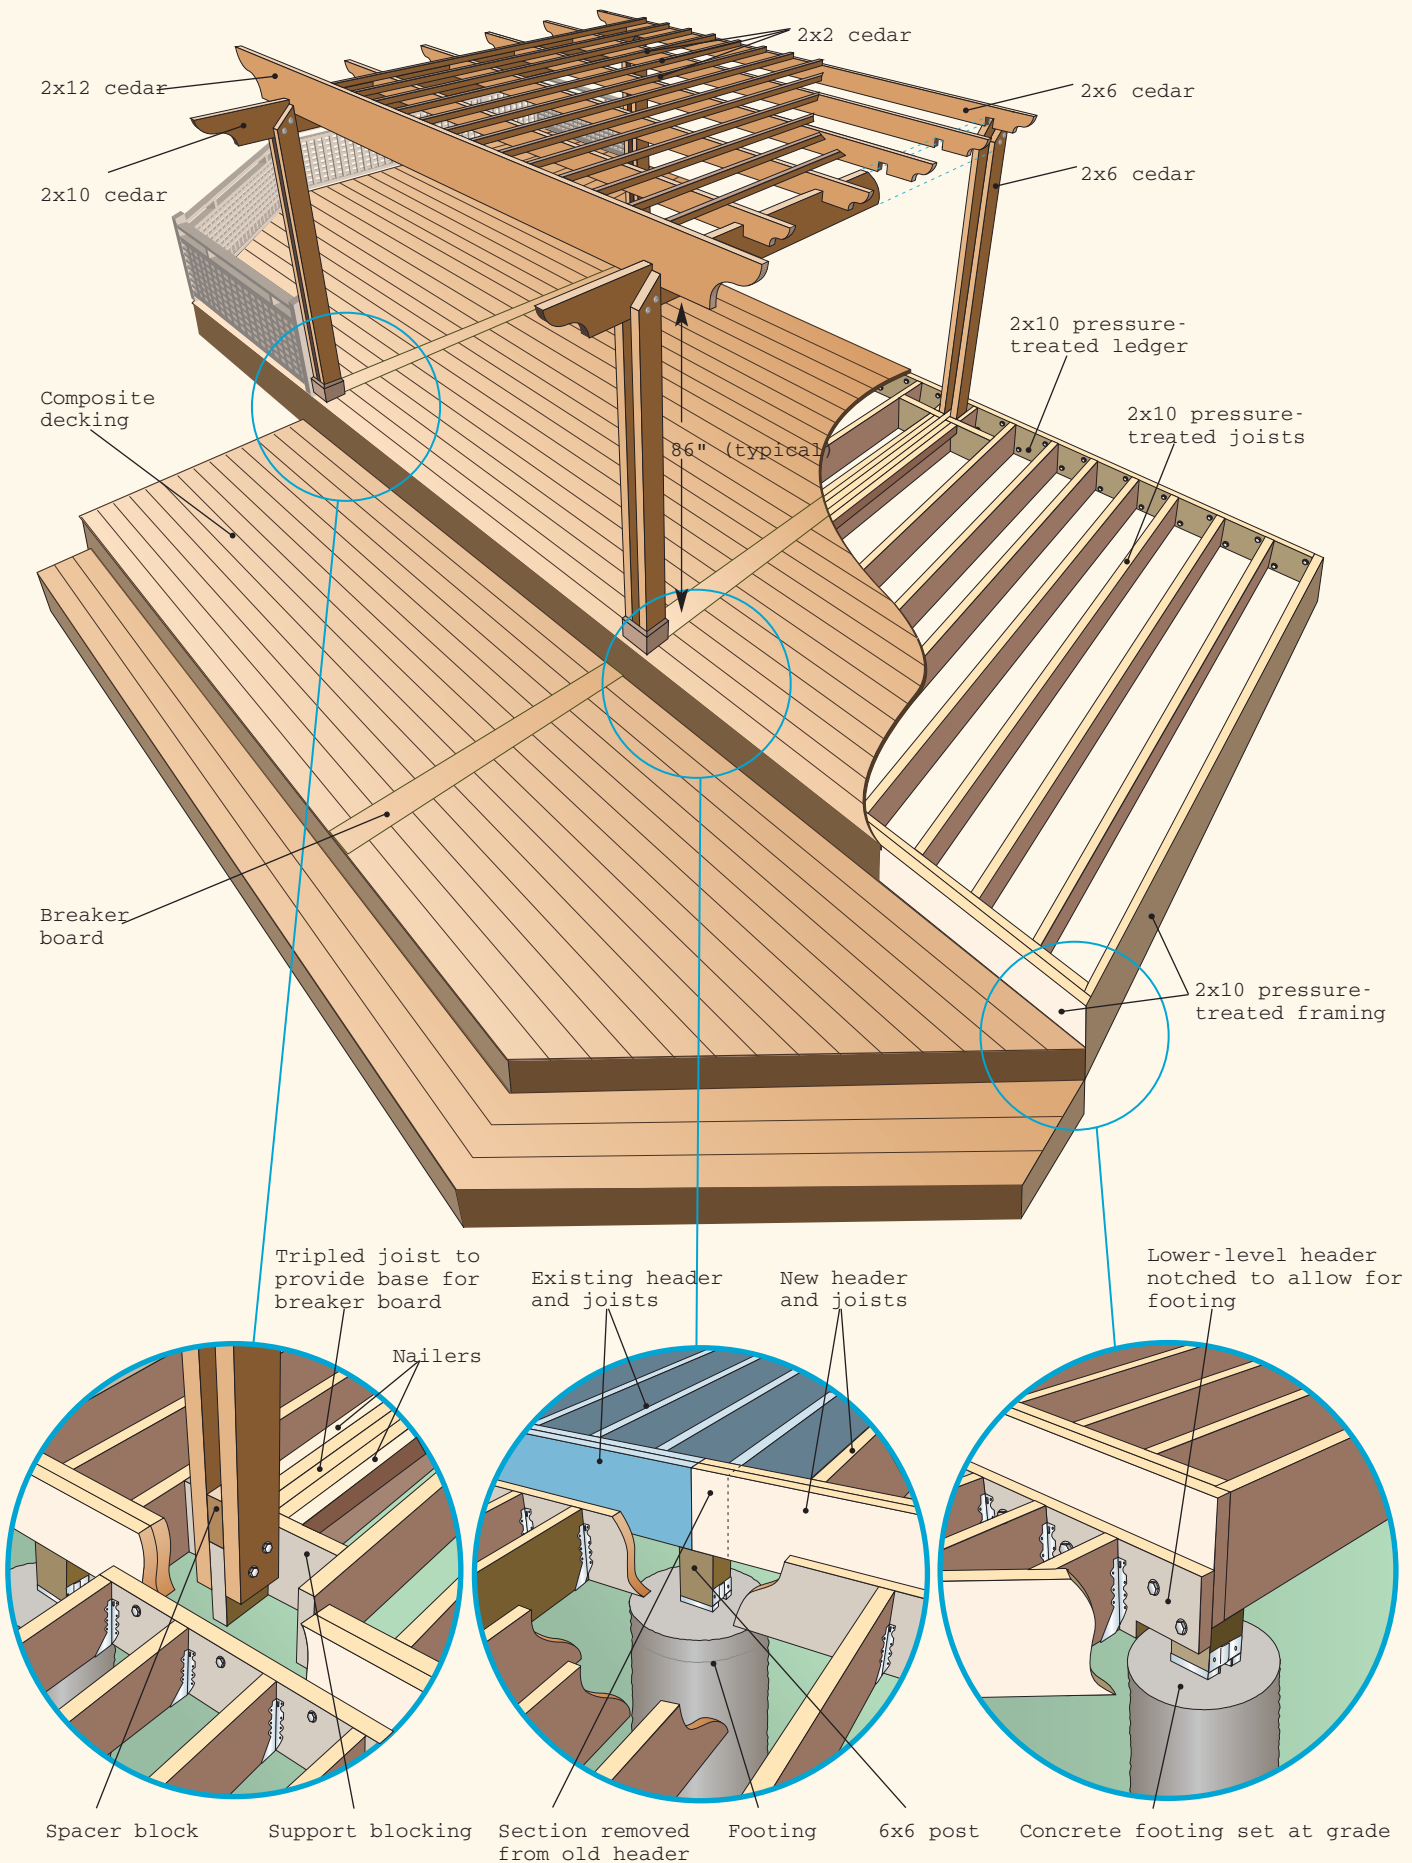 2x2 cedar
2x12 cedar
2x6 cedar
2x10 cedar
2x6 cedar
2x10 pressure-
treated ledger
Composite
decking
2x10 pressure-
treated joists
86" (typical)
Breaker
board
2x10 pressure-
treated framing
Tripled joist to
provide base for
breaker board
Nailers
Existing header
and joists
New header
and joists
Lower-level header
notched to allow for
footing
Spacer block
Support blocking
Section removed
from old header
Footing
6x6 post
Concrete footing set at grade